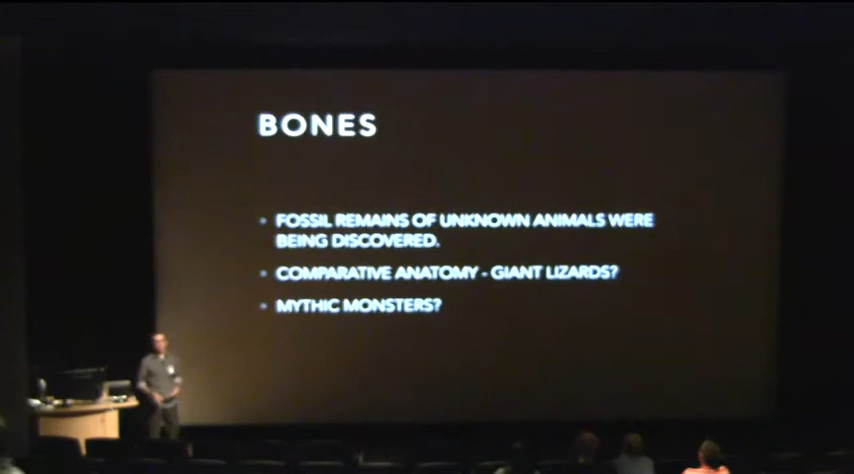 BONES
• FOSSIL REMAINS OF UNKNOWN ANIMALS WERE
BEING DISCOVERED.
• COMPARATIVE ANATOMY - GIANT LIZARDS?
• MYTHIC MONSTERS?